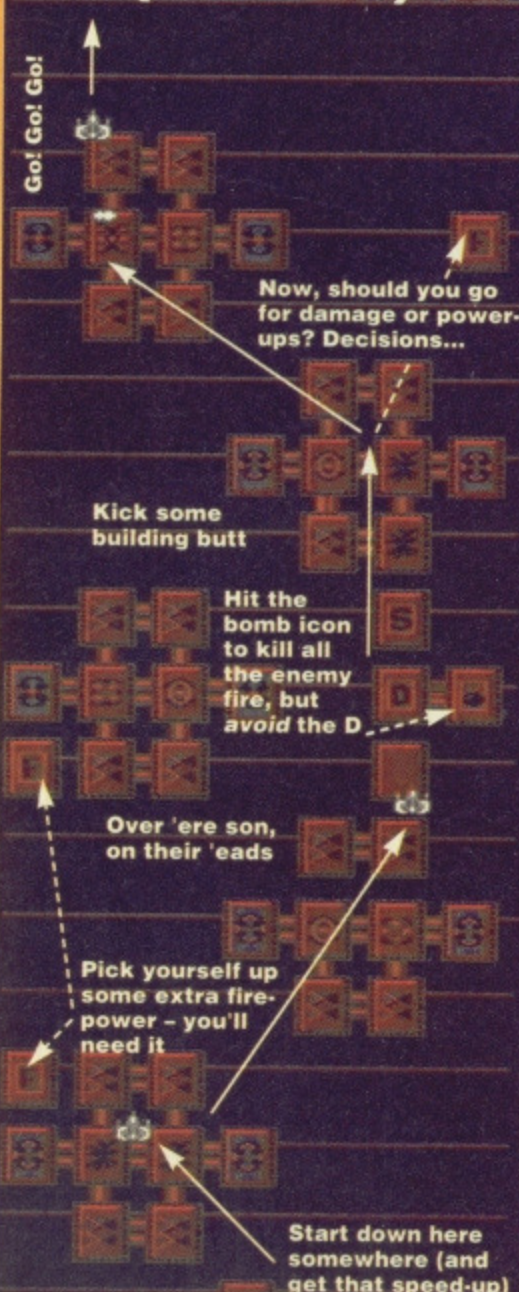 Go! Go! Go!
Now, should you go
for damage or power-
ups? Decisions...
Kick some
building butt
S
Hit the
bomb icon
to kill all
the enemy
fire, but
avoid the D
D
Over 'ere son,
on their 'eads
Pick yourself up
some extra fire-
power – you'll
need it
Start down here
somewhere (and
get that speed-up)